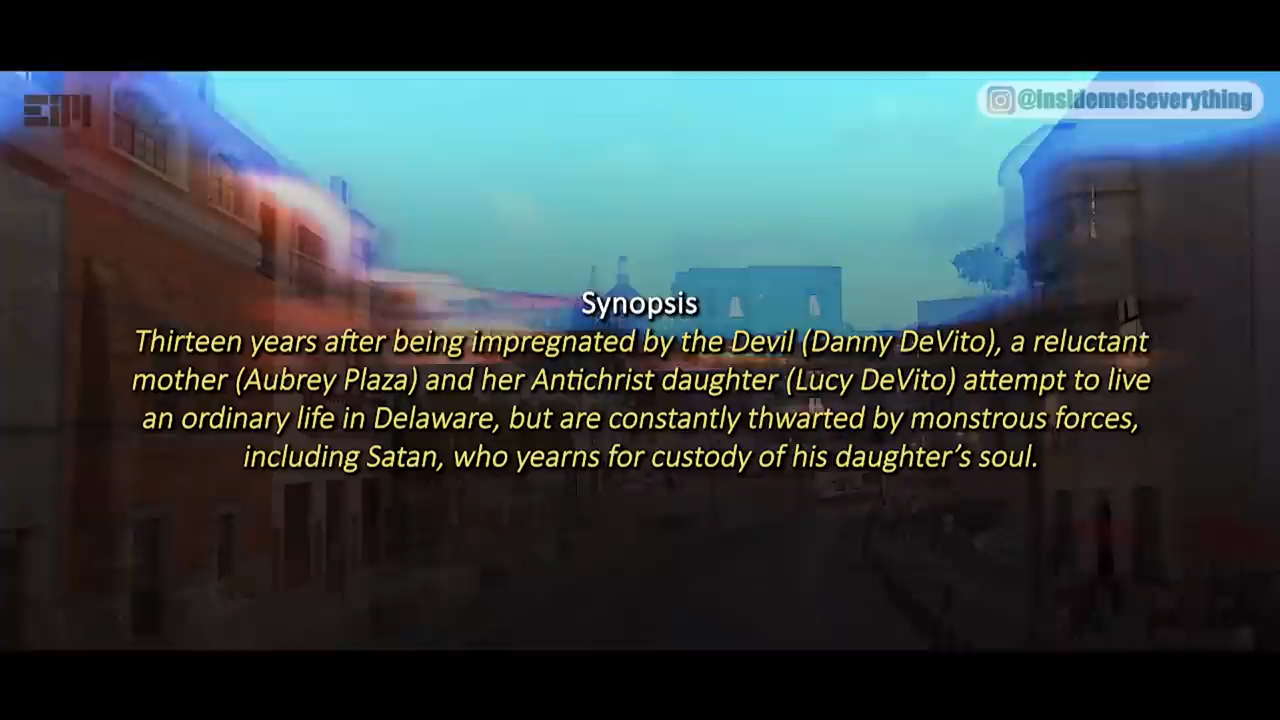 EiM
@insidemeiseverything
Synopsis
Thirteen years after being impregnated by the Devil (Danny DeVito), a reluctant
mother (Aubrey Plaza) and her Antichrist daughter (Lucy DeVito) attempt to live
an ordinary life in Delaware, but are constantly thwarted by monstrous forces,
including Satan, who yearns for custody of his daughter’s soul.